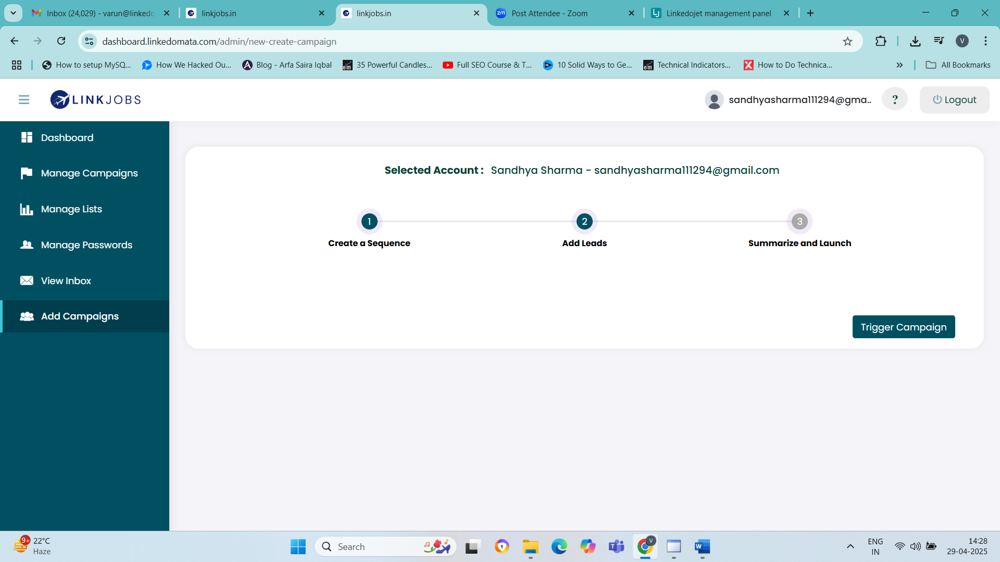 Inbox (24,029) - varun@linkedo
linkjobs.in
linkjobs.in
zm
Post Attendee - Zoom
LJ
Linkedojet management panel
dashboard.linkedomata.com/admin/new-create-campaign
V
How to setup MySQ...
How We Hacked Ou...
Blog - Arfa Saira Iqbal
elm
35 Powerful Candles...
Full SEO Course & T...
10 Solid Ways to Ge...
elm
Technical Indicators...
How to Do Technica...
All Bookmarks
LINKJOBS
sandhyasharma111294@gma..
?
Logout
Dashboard
Manage Campaigns
Manage Lists
Manage Passwords
View Inbox
Add Campaigns
Selected Account : Sandhya Sharma - sandhyasharma111294@gmail.com
1
2
3
Create a Sequence
Add Leads
Summarize and Launch
Trigger Campaign
9+
22°C
Haze
Search
T
V
W
ENG
IN
14:28
29-04-2025